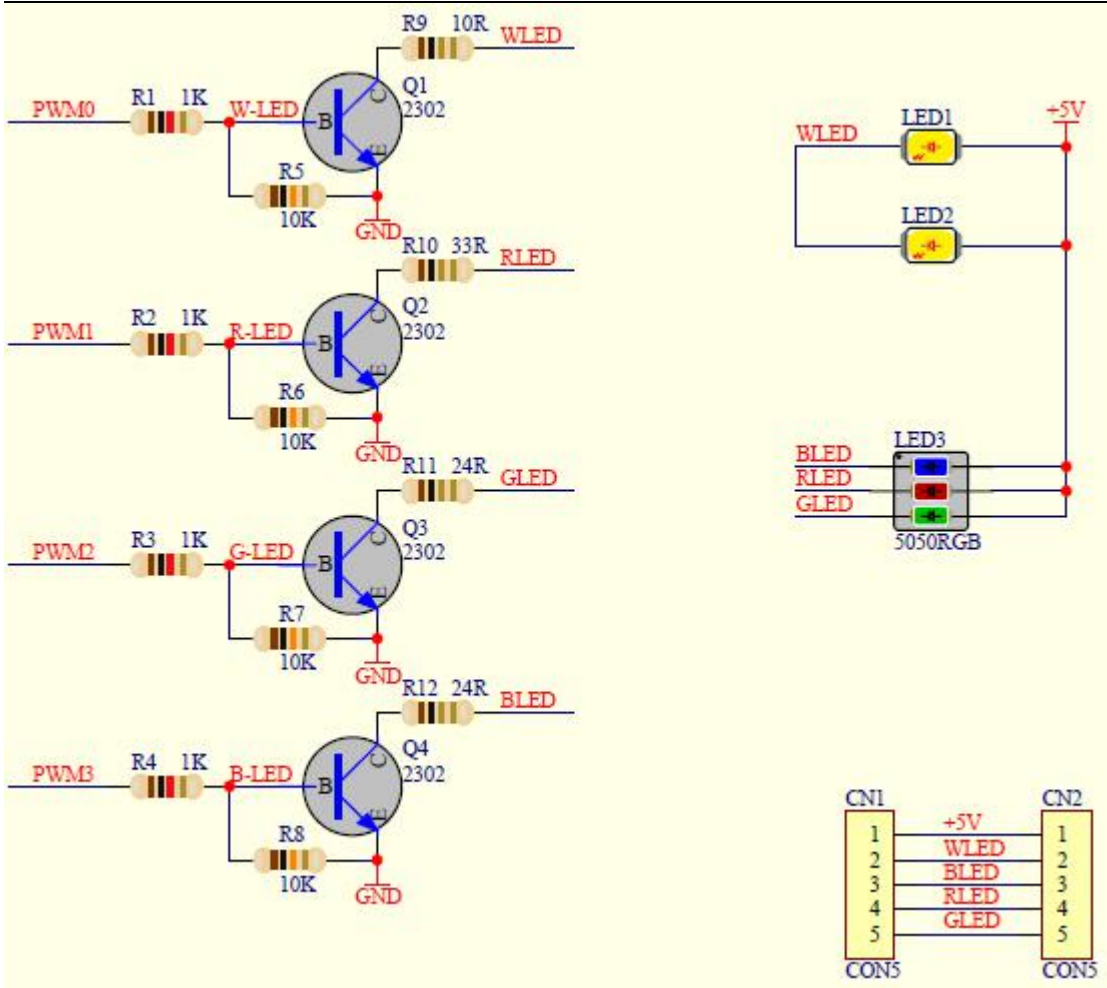 R9 10R WLED
R1 1K Q1
PWM0 W-LED B C E 2302
R5
10K
GND
R10 33R RLED
R2 1K Q2
PWM1 R-LED B C E 2302
R6
10K
GND
R11 24R GLED
R3 1K Q3
PWM2 G-LED B C E 2302
R7
10K
GND
R12 24R BLED
R4 1K Q4
PWM3 B-LED B C E 2302
R8
10K
GND
+5V
LED1
WLED
LED2
LED3
BLED
RLED
GLED
5050RGB
CN1 CN2
1 +5V 1
2 WLED 2
3 BLED 3
4 RLED 4
5 GLED 5
CON5 CON5